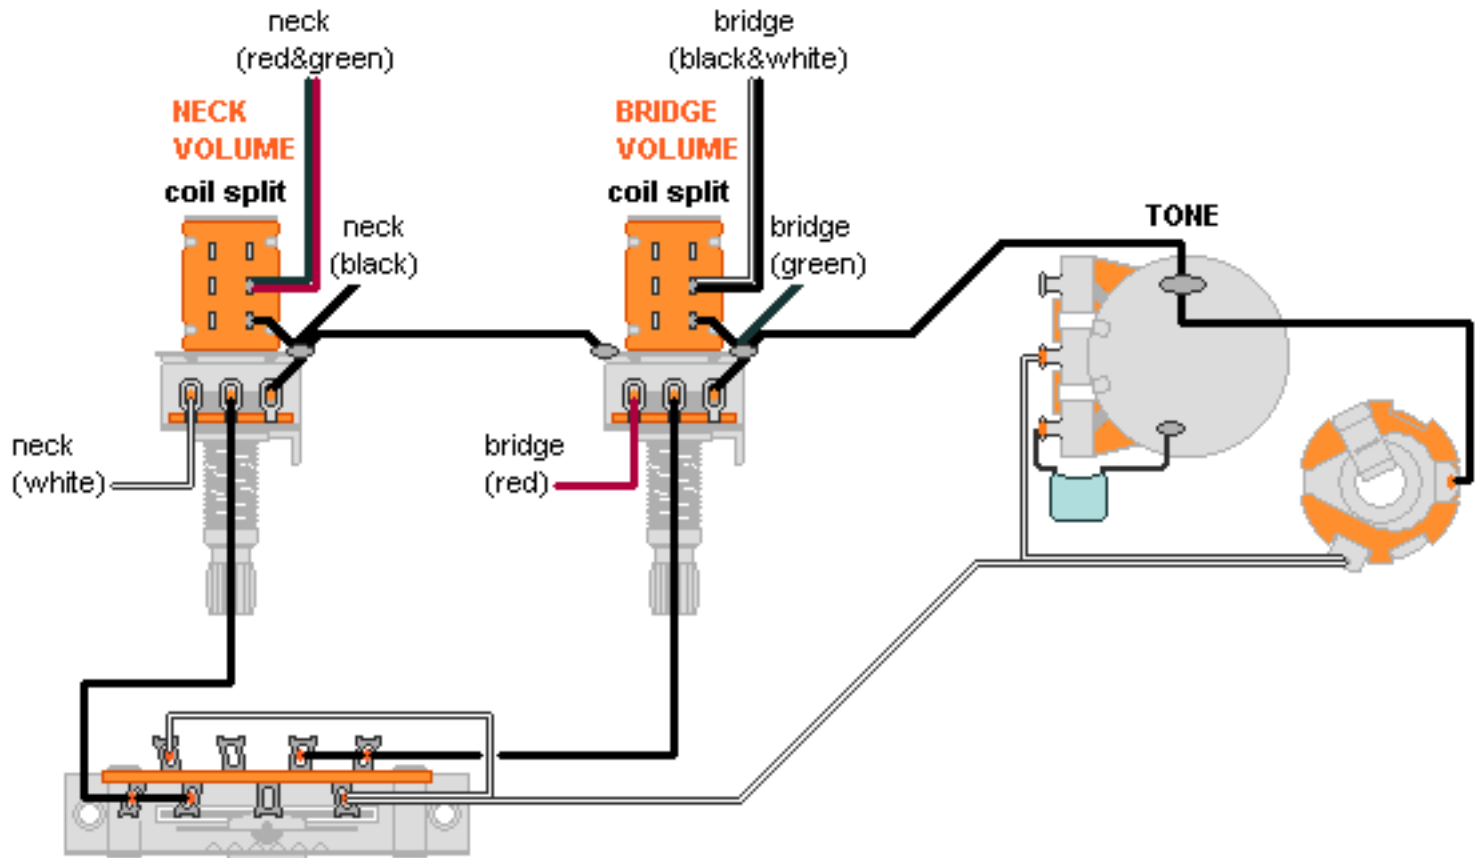 neck
(red&green)
bridge
(black&white)
NECK
VOLUME
coil split
BRIDGE
VOLUME
coil split
neck
(black)
bridge
(green)
TONE
neck
(white)
bridge
(red)